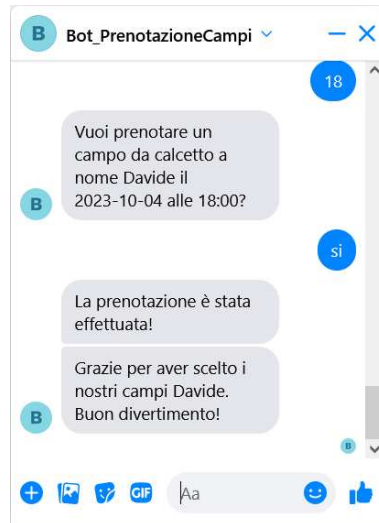 B Bot_PrenotazioneCampi
18
Vuoi prenotare un
campo da calcetto a
nome Davide il
2023-10-04 alle 18:00?
B
si
La prenotazione è stata
effettuata!
Grazie per aver scelto i
nostri campi Davide.
Buon divertimento!
B
B
GIF Aa